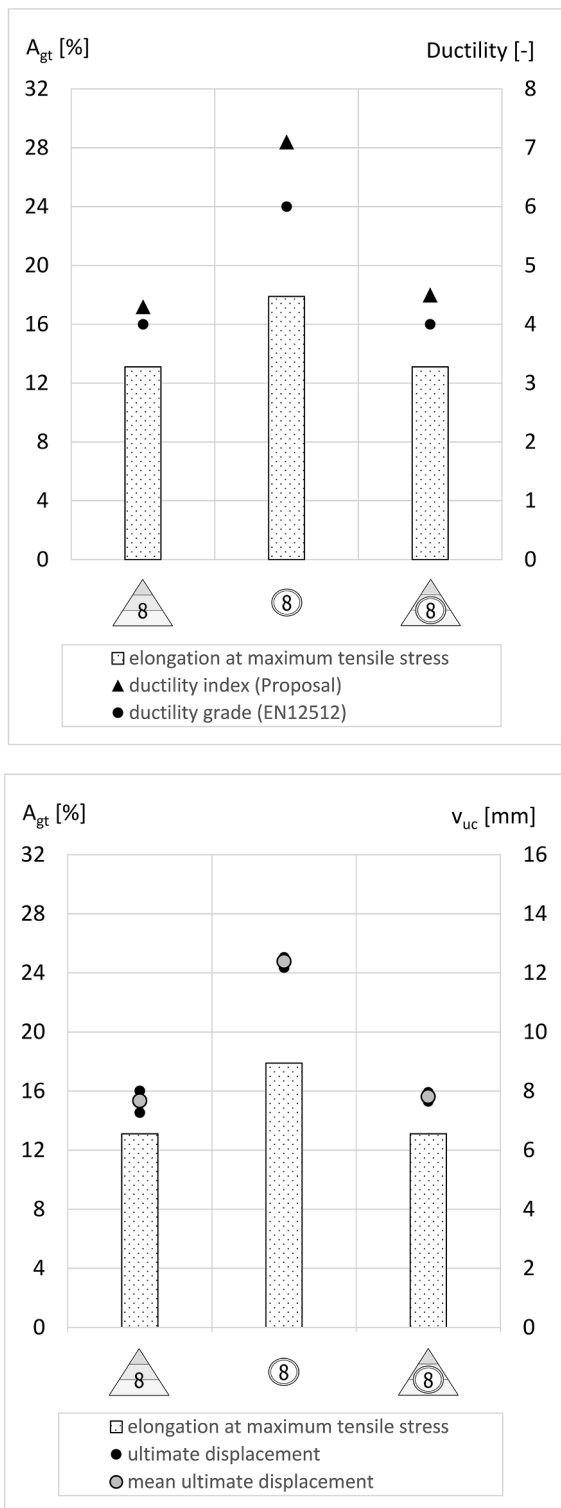 A_gt [%] Ductility [-]
32 8
28 7
24 6
20 5
16 4
12 3
8 2
4 1
0 0
8 8 8
elongation at maximum tensile stress
ductility index (Proposal)
ductility grade (EN12512)
A_gt [%] v_uc [mm]
32 16
28 14
24 12
20 10
16 8
12 6
8 4
4 2
0 0
8 8 8
elongation at maximum tensile stress
ultimate displacement
mean ultimate displacement